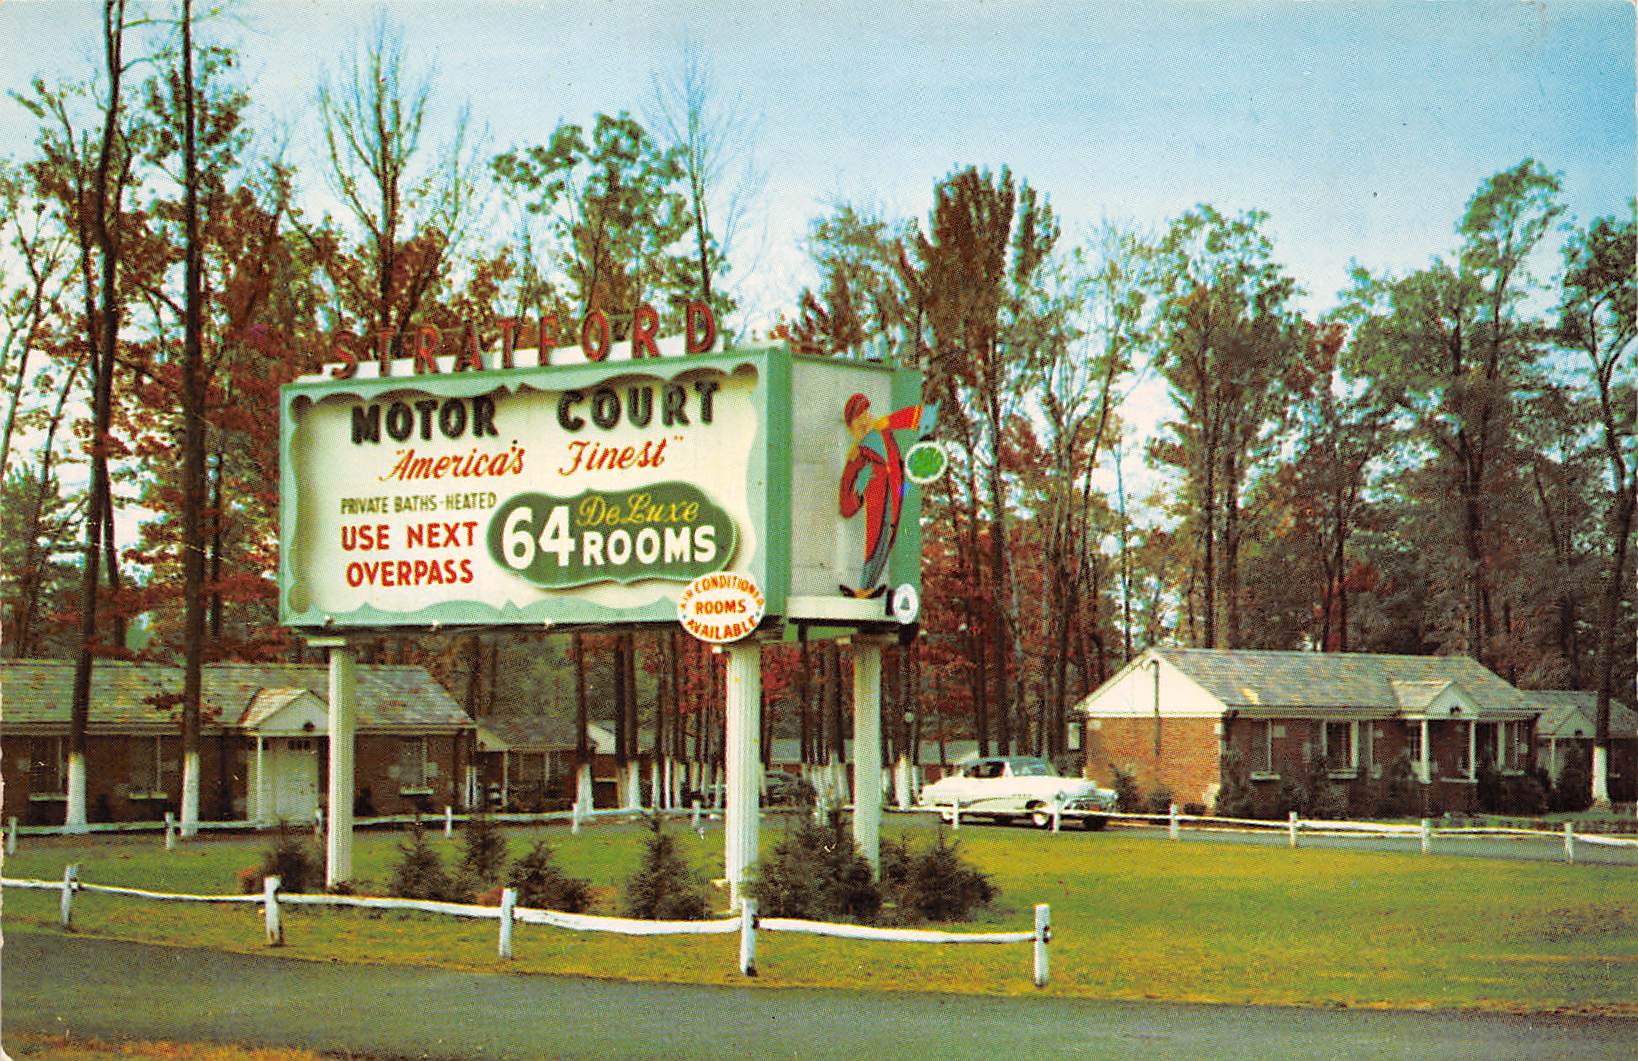 STRATFORD
MOTOR COURT
"America's Finest"
PRIVATE BATHS-HEATED
USE NEXT
OVERPASS
64 DeLuxe
ROOMS
AIR CONDITIONED
ROOMS
AVAILABLE